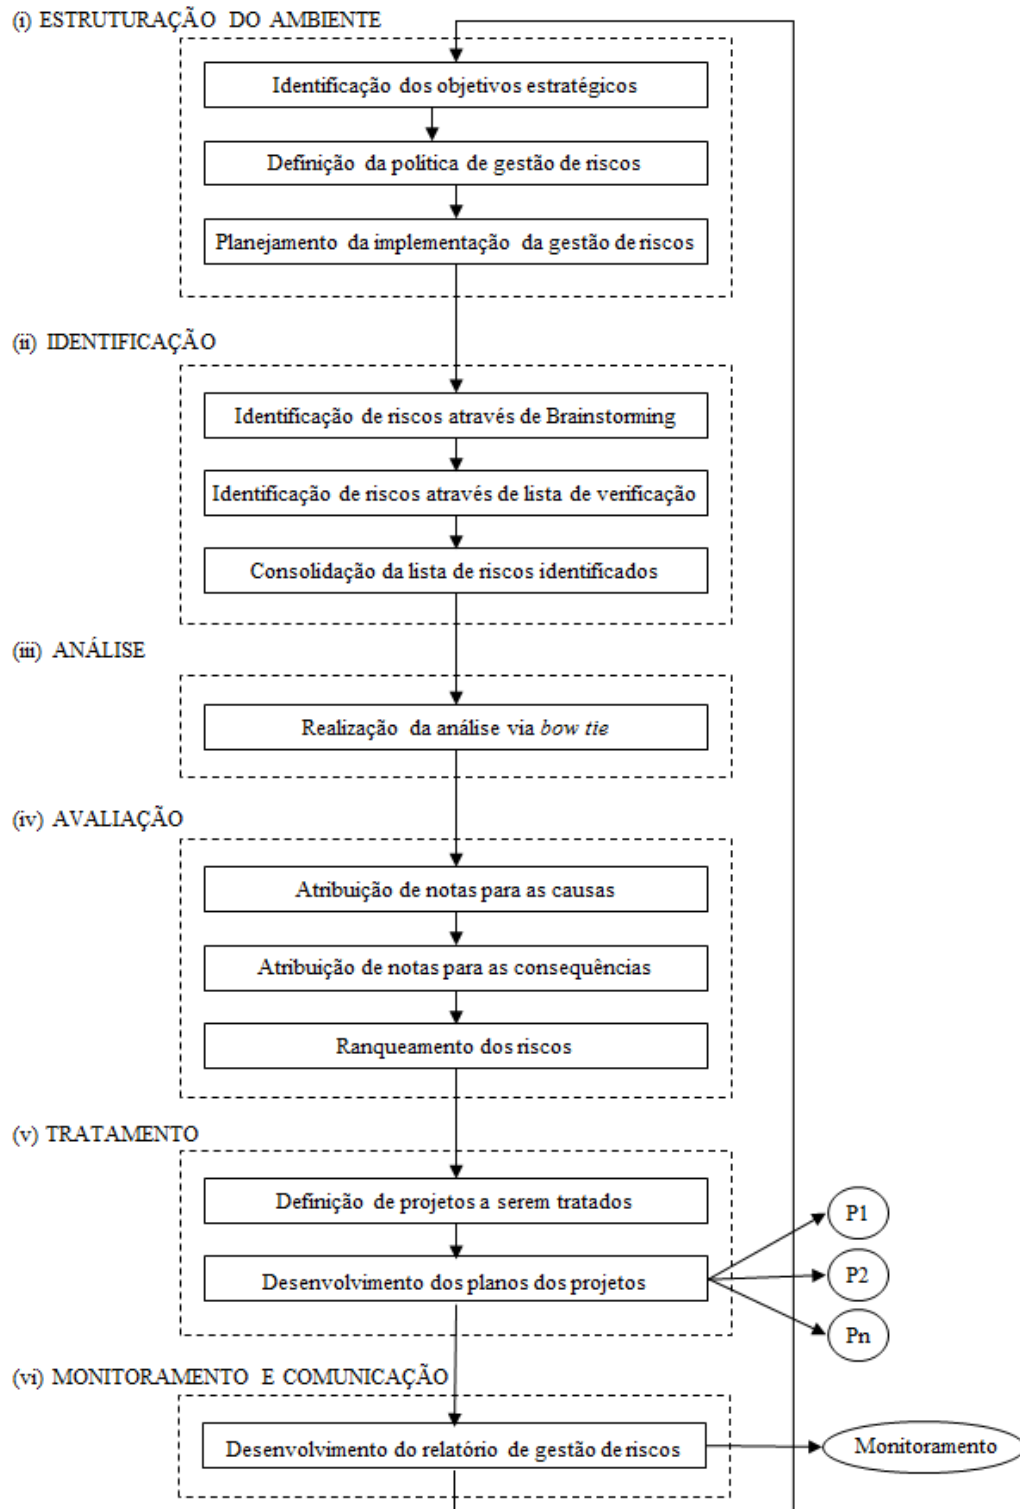 (i) ESTRUTURAÇÃO DO AMBIENTE
Identificação dos objetivos estratégicos
Definição da política de gestão de riscos
Planejamento da implementação da gestão de riscos
(ii) IDENTIFICAÇÃO
Identificação de riscos através de Brainstorming
Identificação de riscos através de lista de verificação
Consolidação da lista de riscos identificados
(iii) ANÁLISE
Realização da análise via bow tie
(iv) AVALIAÇÃO
Atribuição de notas para as causas
Atribuição de notas para as consequências
Ranqueamento dos riscos
(v) TRATAMENTO
Definição de projetos a serem tratados
Desenvolvimento dos planos dos projetos
P1
P2
Pn
(vi) MONITORAMENTO E COMUNICAÇÃO
Desenvolvimento do relatório de gestão de riscos
Monitoramento